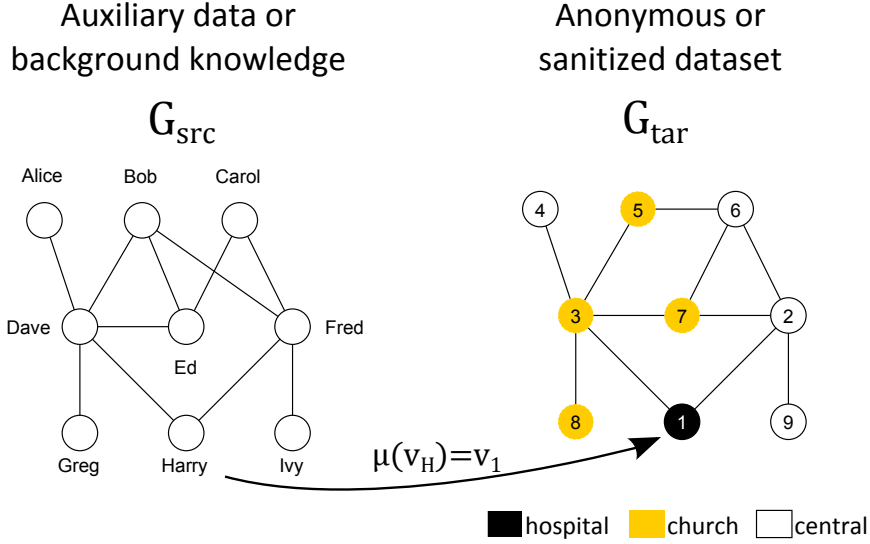 Auxiliary data or
background knowledge
G_src
Anonymous or
sanitized dataset
G_tar
Alice
Bob
Carol
Dave
Ed
Fred
Greg
Harry
Ivy
4
5
6
3
7
2
8
1
9
μ(v_H)=v_1
hospital
church
central